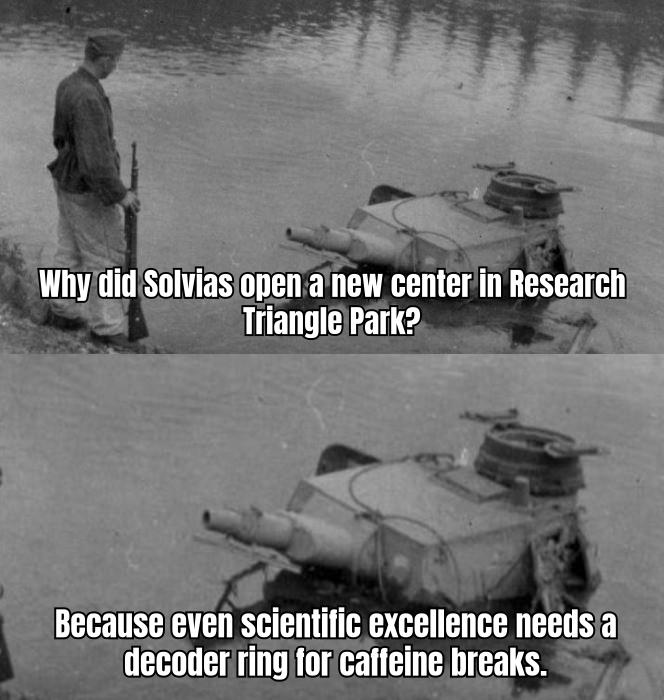 Why did Solvias open a new center in Research
Triangle Park?
Because even scientific excellence needs a
decoder ring for caffeine breaks.